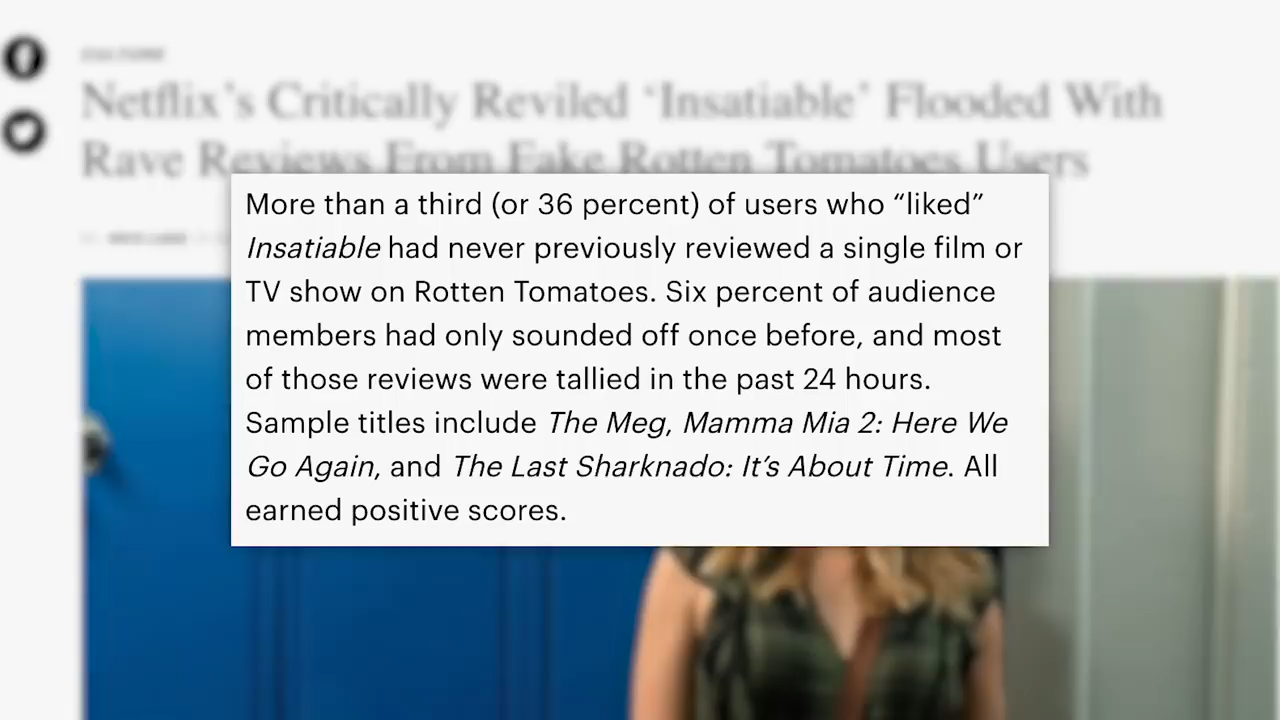 CULTURE
Netflix's Critically Reviled ‘Insatiable’ Flooded With
Rave Reviews From Fake Rotten Tomatoes Users
More than a third (or 36 percent) of users who “liked”
Insatiable had never previously reviewed a single film or
TV show on Rotten Tomatoes. Six percent of audience
members had only sounded off once before, and most
of those reviews were tallied in the past 24 hours.
Sample titles include The Meg, Mamma Mia 2: Here We
Go Again, and The Last Sharknado: It’s About Time. All
earned positive scores.